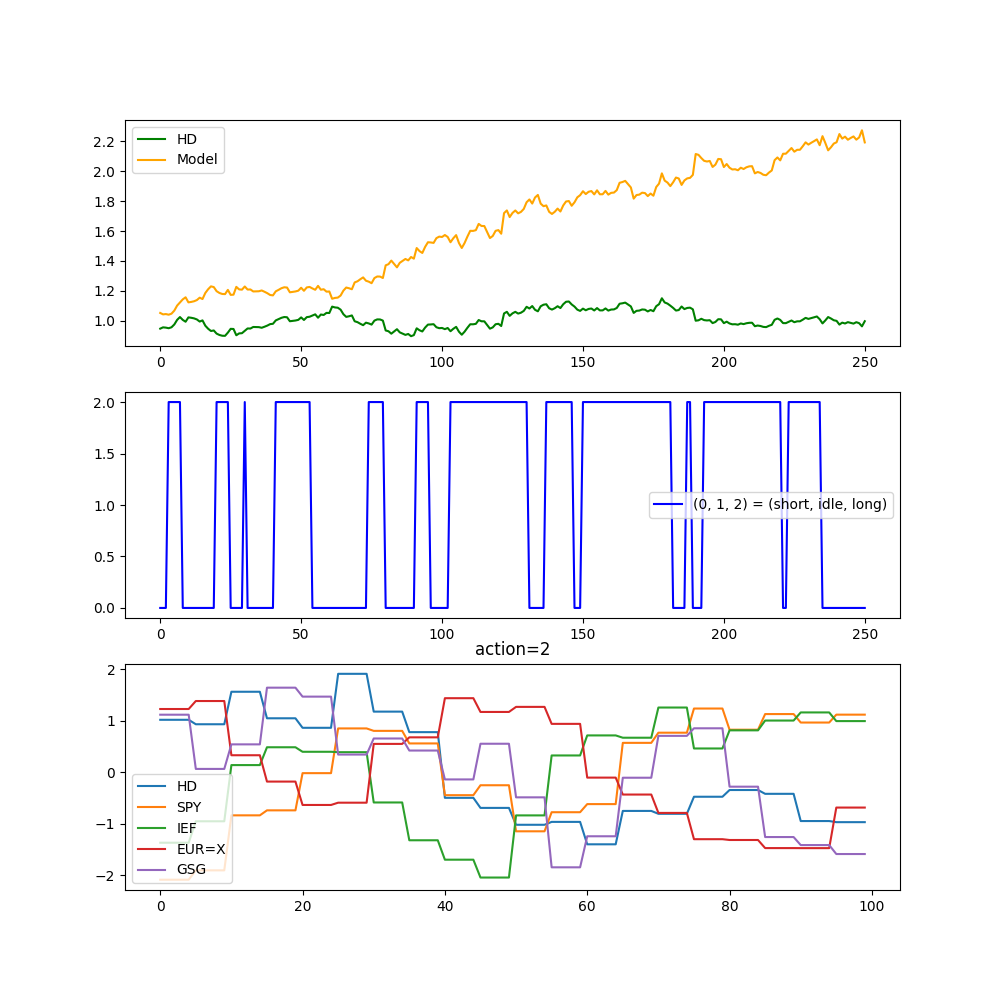 HD
Model
2.2
2.0
1.8
1.6
1.4
1.2
1.0
0 50 100 150 200 250
2.0
1.5
1.0
0.5
0.0
(0, 1, 2) = (short, idle, long)
0 50 100 150 200 250
action=2
2
1
0
−1
−2
HD
SPY
IEF
EUR=X
GSG
0 20 40 60 80 100